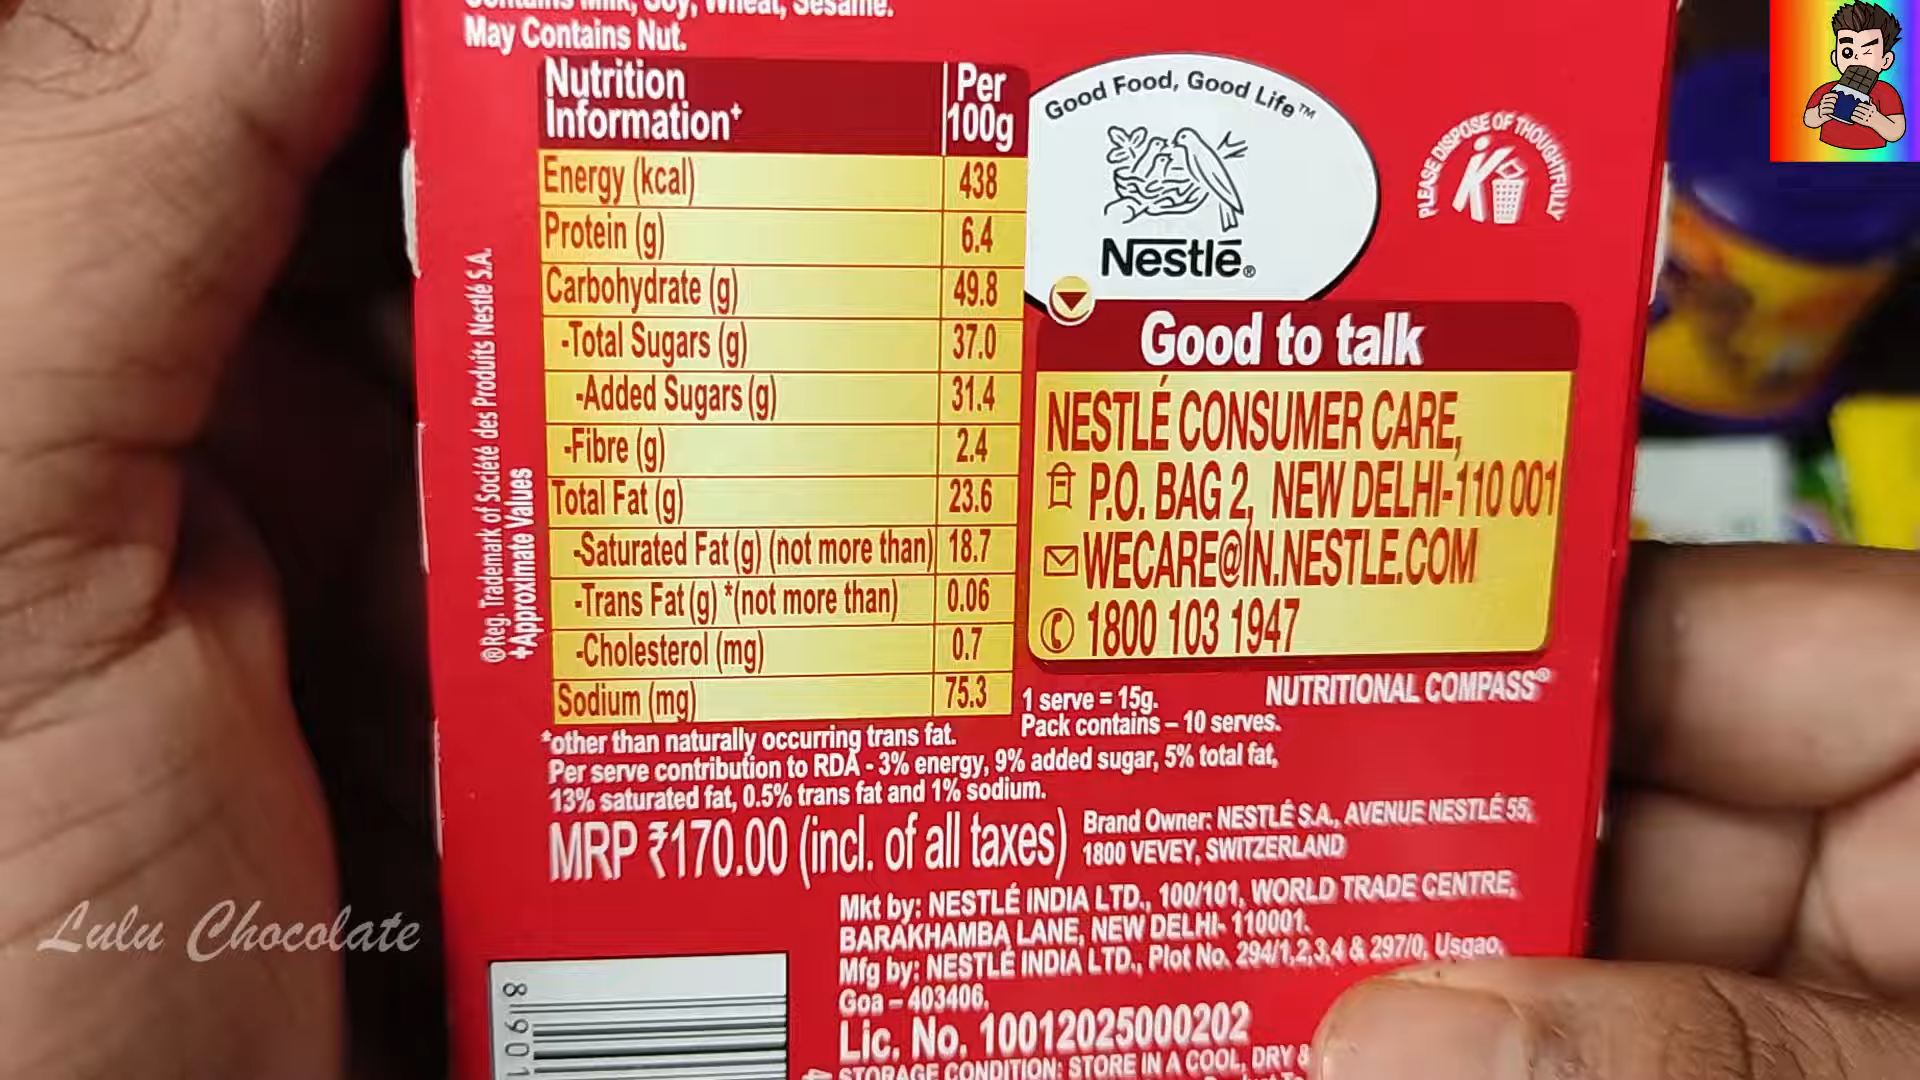 Contains Milk, Soy, Wheat, Sesame.
May Contains Nut.
Nutrition Information+ Per 100g
Energy (kcal) 438
Protein (g) 6.4
Carbohydrate (g) 49.8
-Total Sugars (g) 37.0
-Added Sugars (g) 31.4
-Fibre (g) 2.4
Total Fat (g) 23.6
-Saturated Fat (g) (not more than) 18.7
-Trans Fat (g) *(not more than) 0.06
-Cholesterol (mg) 0.7
Sodium (mg) 75.3
®Reg. Trademark of Société des Produits Nestlé S.A.
+Approximate Values
Good Food, Good Life™
Nestlé®
PLEASE DISPOSE OF THOUGHTFULLY
Good to talk
NESTLÉ CONSUMER CARE,
P.O. BAG 2, NEW DELHI-110 001
WECARE@IN.NESTLE.COM
1800 103 1947
1 serve = 15g.
Pack contains – 10 serves.
NUTRITIONAL COMPASS®
*other than naturally occurring trans fat.
Per serve contribution to RDA - 3% energy, 9% added sugar, 5% total fat,
13% saturated fat, 0.5% trans fat and 1% sodium.
MRP ₹170.00 (incl. of all taxes)
Brand Owner: NESTLÉ S.A., AVENUE NESTLÉ 55,
1800 VEVEY, SWITZERLAND
Mkt by: NESTLÉ INDIA LTD., 100/101, WORLD TRADE CENTRE,
BARAKHAMBA LANE, NEW DELHI- 110001.
Mfg by: NESTLÉ INDIA LTD., Plot No. 294/1,2,3,4 & 297/0, Usgao,
Goa – 403406.
Lic. No. 10012025000202
STORAGE CONDITION: STORE IN A COOL, DRY &
8 901
Lulu Chocolate